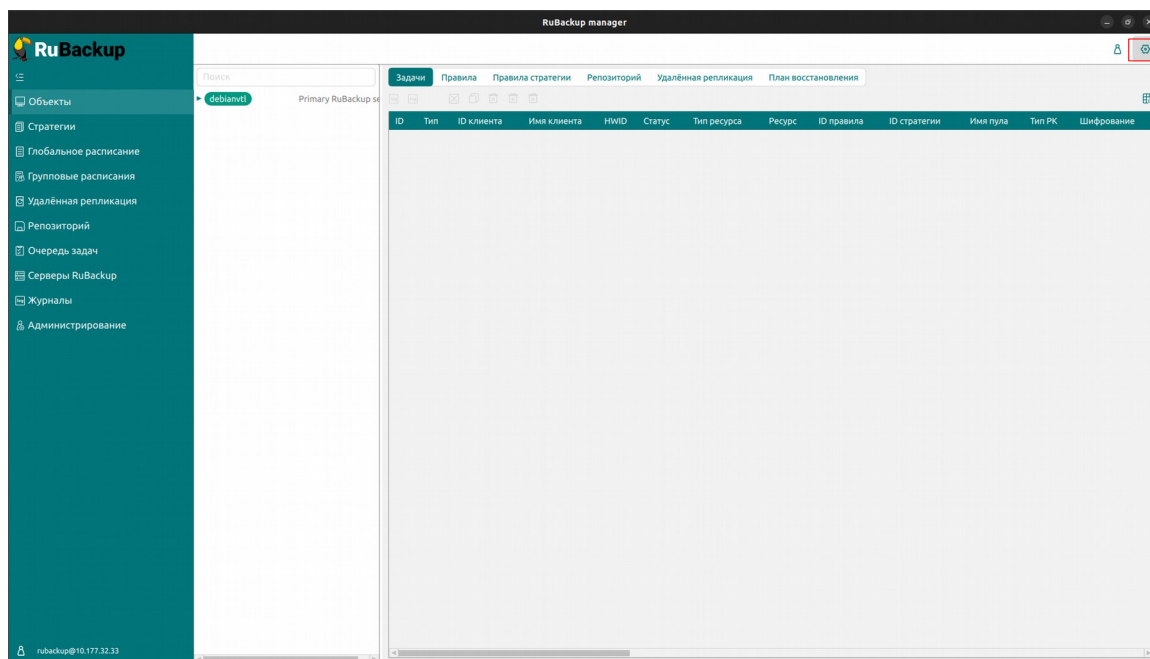 RuBackup manager
RuBackup
Объекты
Стратегии
Глобальное расписание
Групповые расписания
Удалённая репликация
Репозиторий
Очередь задач
Серверы RuBackup
Журналы
Администрирование
rubackup@10.177.32.33
Поиск
debianvtl Primary RuBackup se
Задачи Правила Правила стратегии Репозиторий Удалённая репликация План восстановления
ID Тип ID клиента Имя клиента HWID Статус Тип ресурса Ресурс ID правила ID стратегии Имя пула Тип РК Шифрование